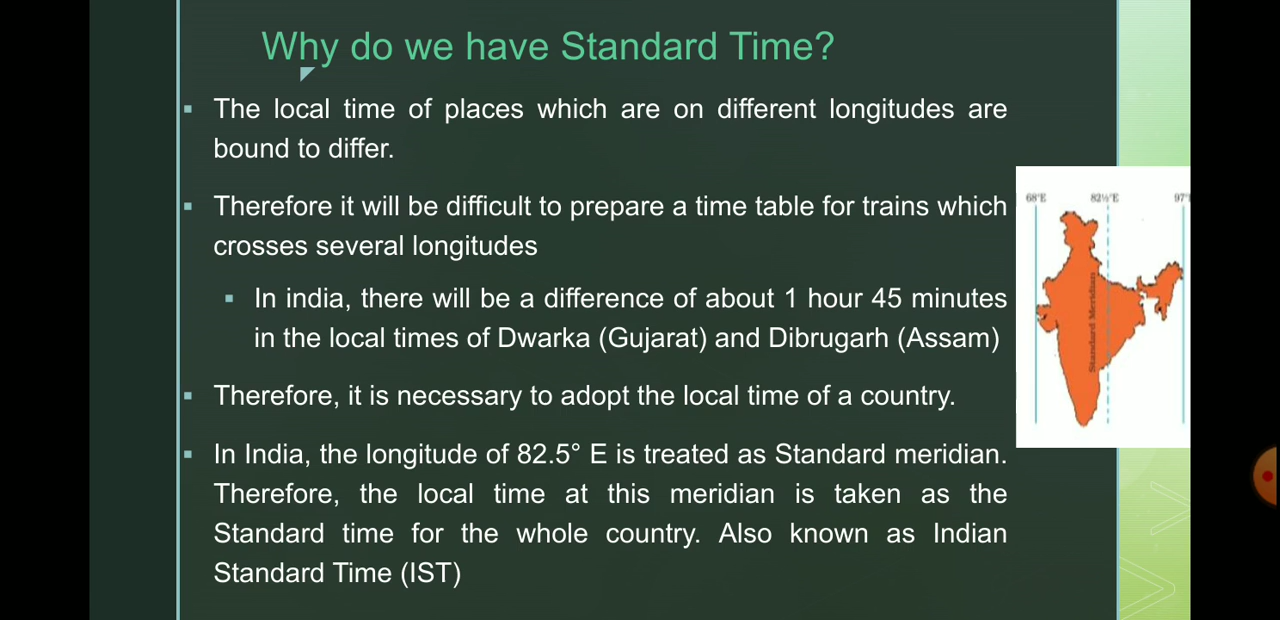 Why do we have Standard Time?
The local time of places which are on different longitudes are
bound to differ.
Therefore it will be difficult to prepare a time table for trains which
crosses several longitudes
In india, there will be a difference of about 1 hour 45 minutes
in the local times of Dwarka (Gujarat) and Dibrugarh (Assam)
Therefore, it is necessary to adopt the local time of a country.
In India, the longitude of 82.5° E is treated as Standard meridian.
Therefore, the local time at this meridian is taken as the
Standard time for the whole country. Also known as Indian
Standard Time (IST)
68°E 82½°E 97°
Standard Meridian